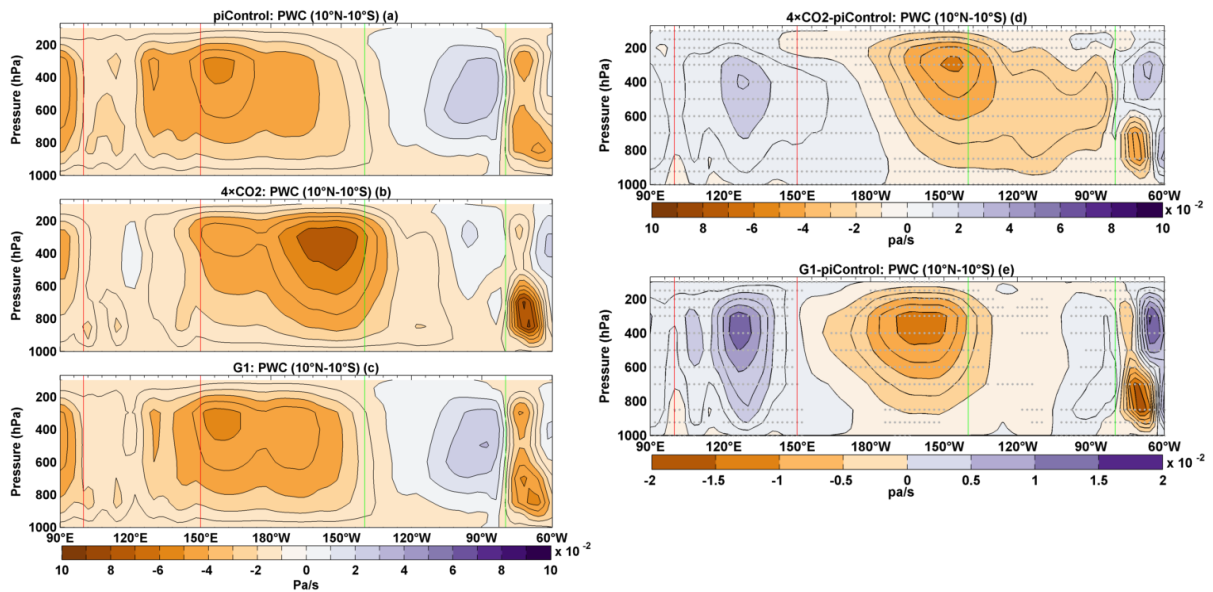 piControl: PWC (10°N-10°S) (a)
Pressure (hPa)
200
400
600
800
1000
4×CO2: PWC (10°N-10°S) (b)
Pressure (hPa)
200
400
600
800
1000
G1: PWC (10°N-10°S) (c)
Pressure (hPa)
200
400
600
800
1000
90°E 120°E 150°E 180°W 150°W 120°W 90°W 60°W
x 10 -2
10 8 -6 -4 -2 0 2 4 6 8 10
Pa/s
4×CO2-piControl: PWC (10°N-10°S) (d)
Pressure (hPa)
200
400
600
800
1000
90°E 120°E 150°E 180°W 150°W 120°W 90°W 60°W
x 10 -2
10 8 -6 -4 -2 0 2 4 6 8 10
pa/s
G1-piControl: PWC (10°N-10°S) (e)
Pressure (hPa)
200
400
600
800
1000
90°E 120°E 150°E 180°W 150°W 120°W 90°W 60°W
x 10 -2
-2 -1.5 -1 -0.5 0 0.5 1 1.5 2
pa/s